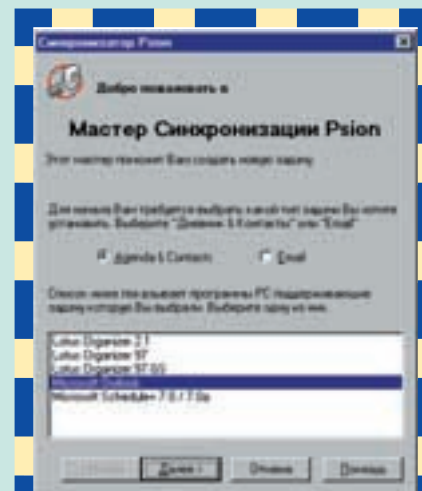 Синхронизатор Psion
Добро пожаловать в
Мастер Синхронизации Psion
Этот мастер поможет Вам создать новую задачу.
Для начала Вам требуется выбрать какой тип задачи Вы хотите
установить. Выберите "Дневник & Контакты" или "Email"
Agenda & Contacts
Email
Список ниже показывает программы PC поддерживающие
задачу которую Вы выбрали. Выберите одну из них.
Lotus Organizer 2.1
Lotus Organizer 97
Lotus Organizer 97 GS
Microsoft Outlook
Microsoft Schedule+ 7.0 / 7.0a
Далее >
Отмена
Помощь